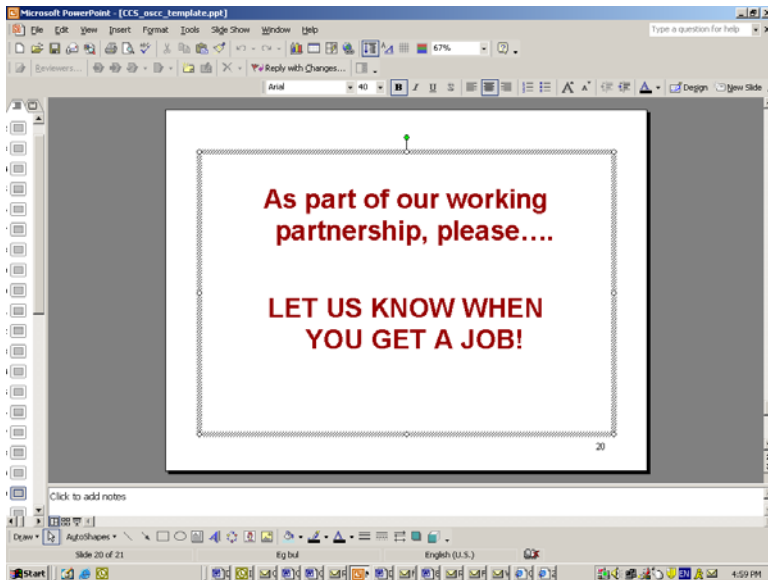 Microsoft PowerPoint - [CCS_oscc_template.ppt]
File Edit View Insert Format Tools Slide Show Window Help
Type a question for help
67%
Reviewers... Reply with Changes...
Arial 40 B I U S Design New Slide
As part of our working
partnership, please....
LET US KNOW WHEN
YOU GET A JOB!
20
Click to add notes
Draw AutoShapes
Slide 20 of 21 Eg bul English (U.S.)
Start EN 4:59 PM